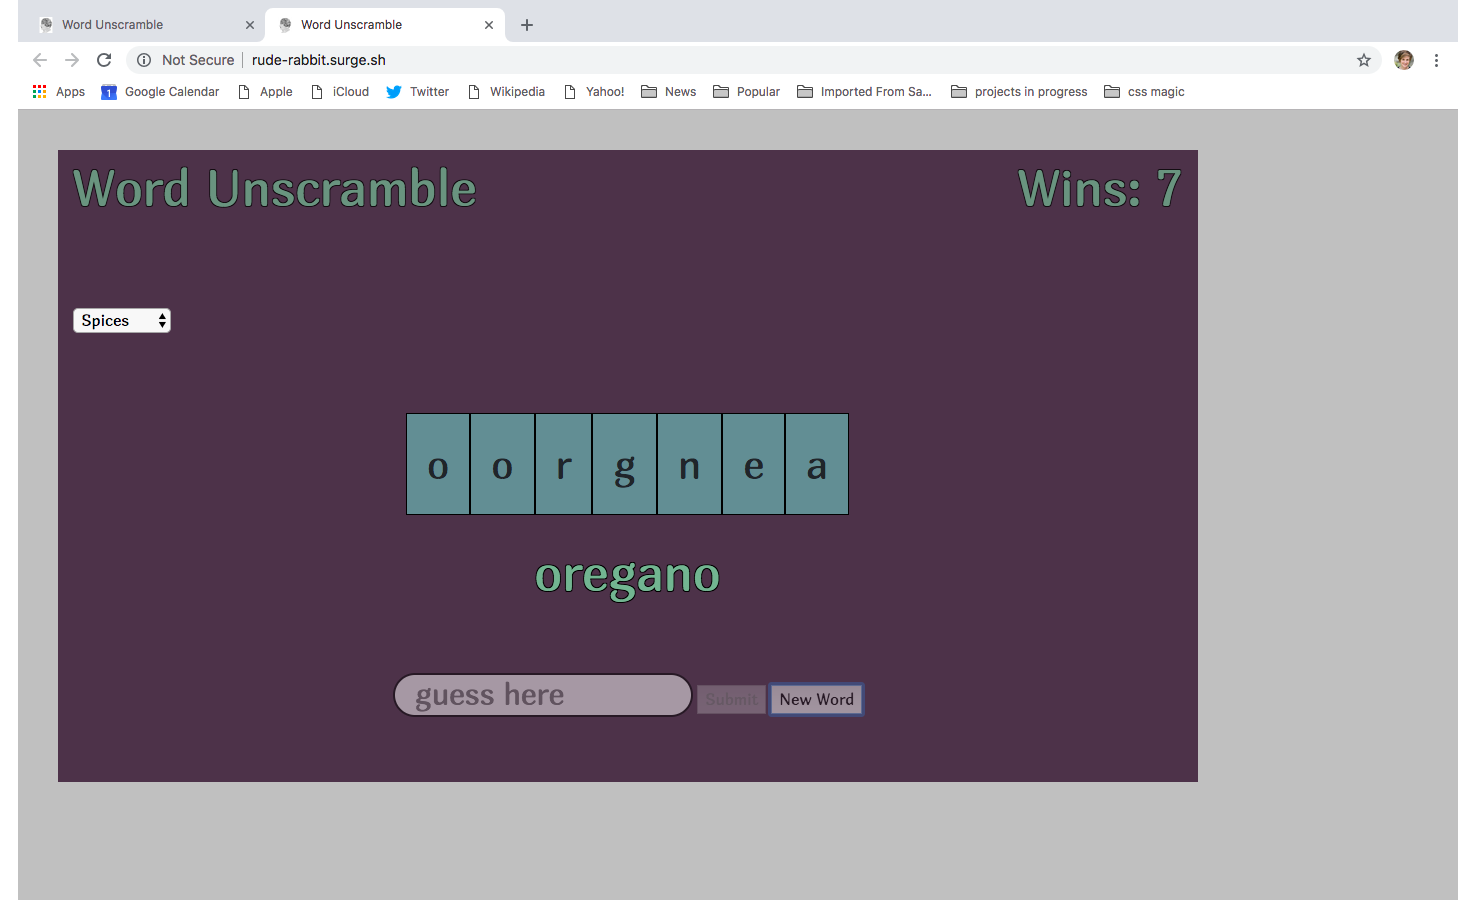 Word Unscramble Word Unscramble
Not Secure rude-rabbit.surge.sh
Apps 1 Google Calendar Apple iCloud Twitter Wikipedia Yahoo! News Popular Imported From Sa... projects in progress css magic
Word Unscramble Wins: 7
Spices
o o r g n e a
oregano
guess here Submit New Word